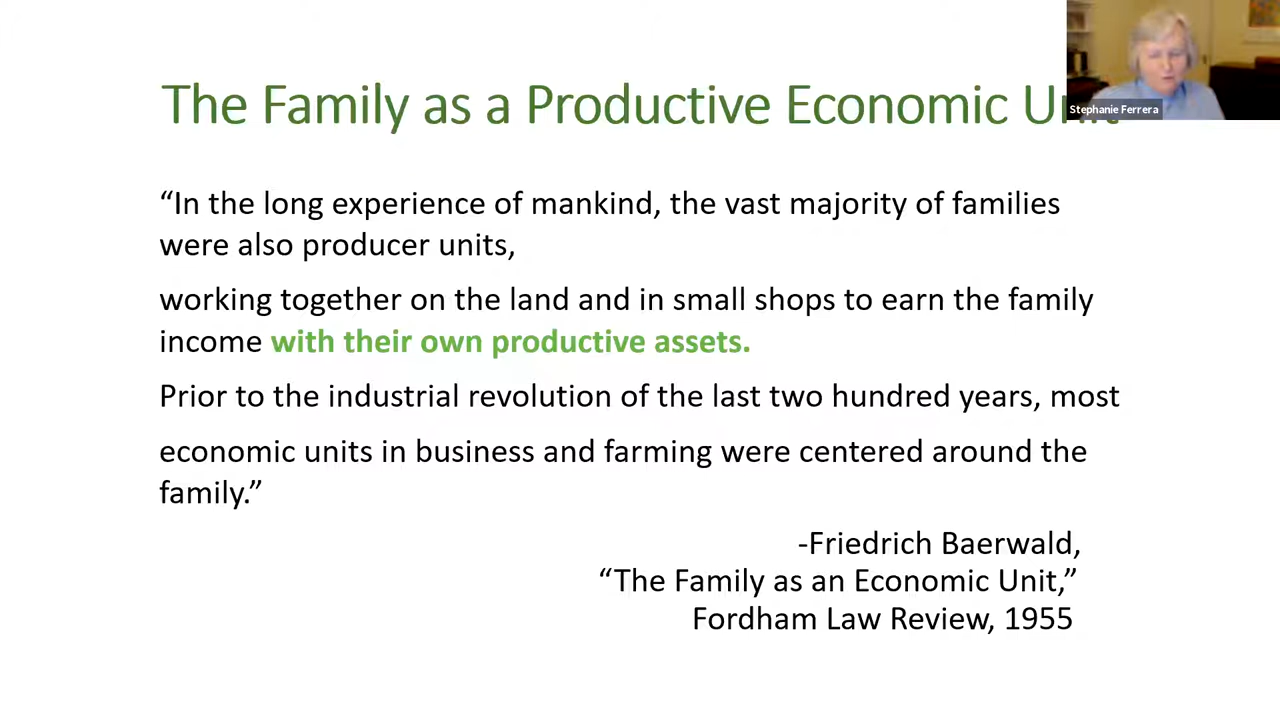 The Family as a Productive Economic
Stephanie Ferrera
“In the long experience of mankind, the vast majority of families
were also producer units,
working together on the land and in small shops to earn the family
income with their own productive assets.
Prior to the industrial revolution of the last two hundred years, most
economic units in business and farming were centered around the
family.”
-Friedrich Baerwald,
“The Family as an Economic Unit,”
Fordham Law Review, 1955